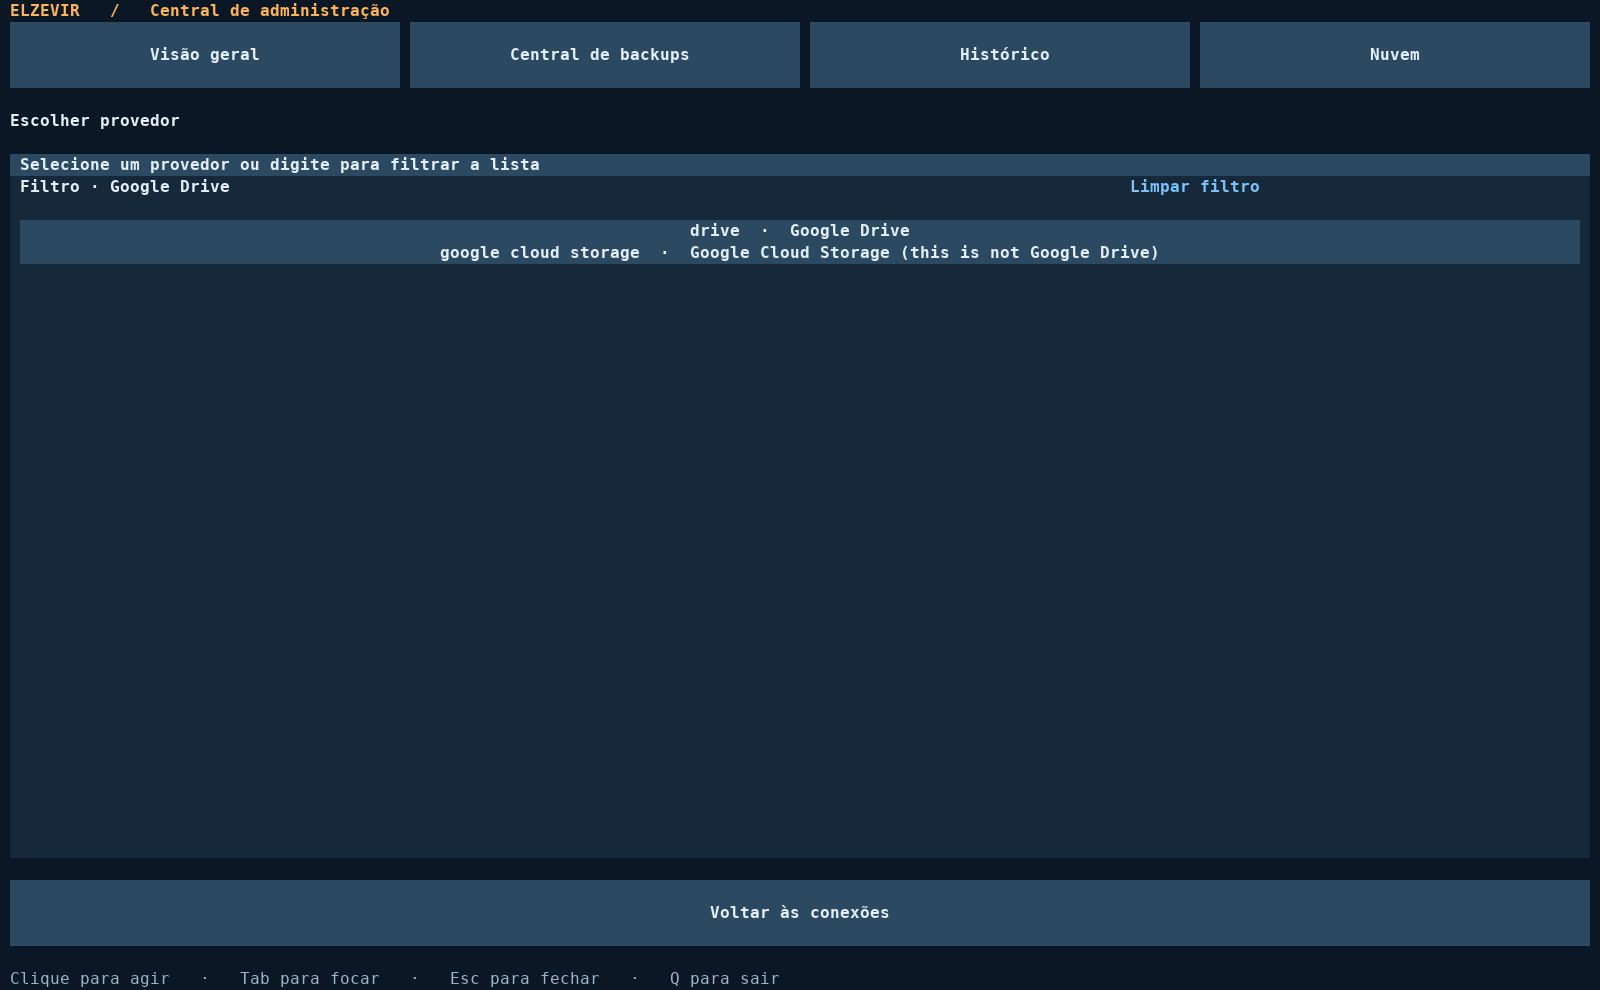 ELZEVIR / Central de administração
Visão geral Central de backups Histórico Nuvem
Escolher provedor
Selecione um provedor ou digite para filtrar a lista
Filtro · Google Drive Limpar filtro
drive · Google Drive
google cloud storage · Google Cloud Storage (this is not Google Drive)
Voltar às conexões
Clique para agir · Tab para focar · Esc para fechar · Q para sair